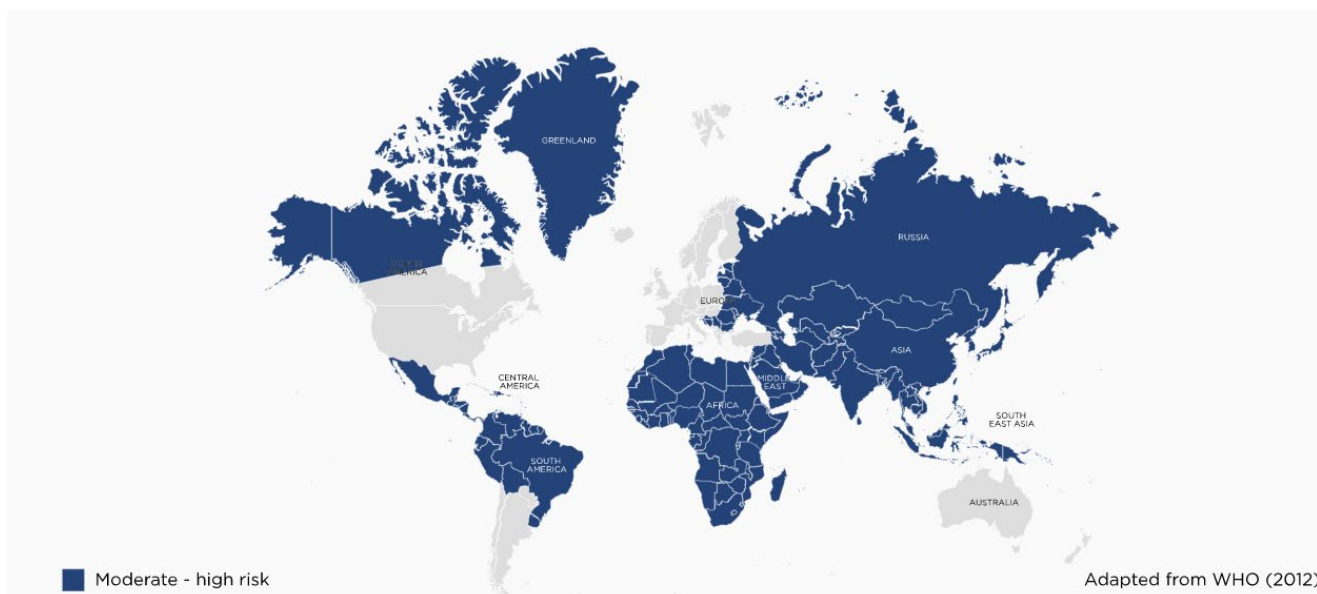 GREENLAND
RUSSIA
AMERICA
EUROPE
ASIA
CENTRAL
AMERICA
MIDDLE
EAST
AFRICA
SOUTH
EAST ASIA
SOUTH
AMERICA
AUSTRALIA
Moderate - high risk
Adapted from WHO (2012)